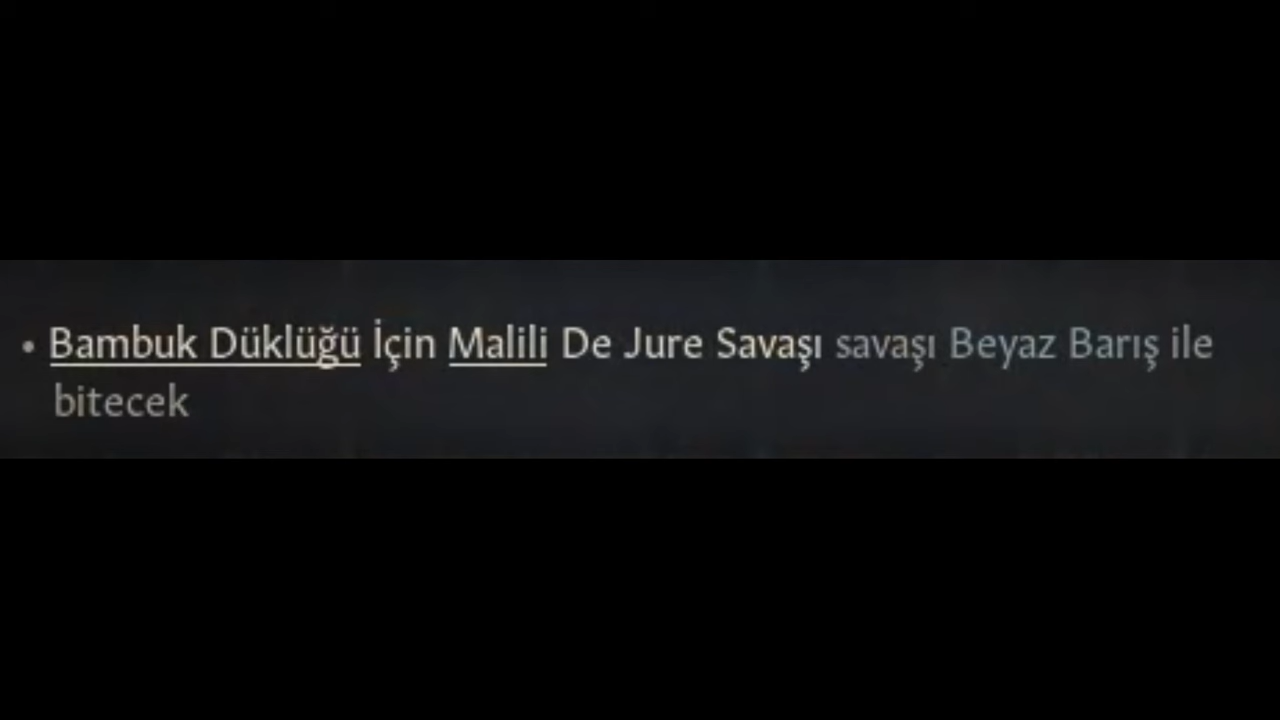 • Bambuk Düklüğü İçin Malili De Jure Savaşı savaşı Beyaz Barış ile
bitecek